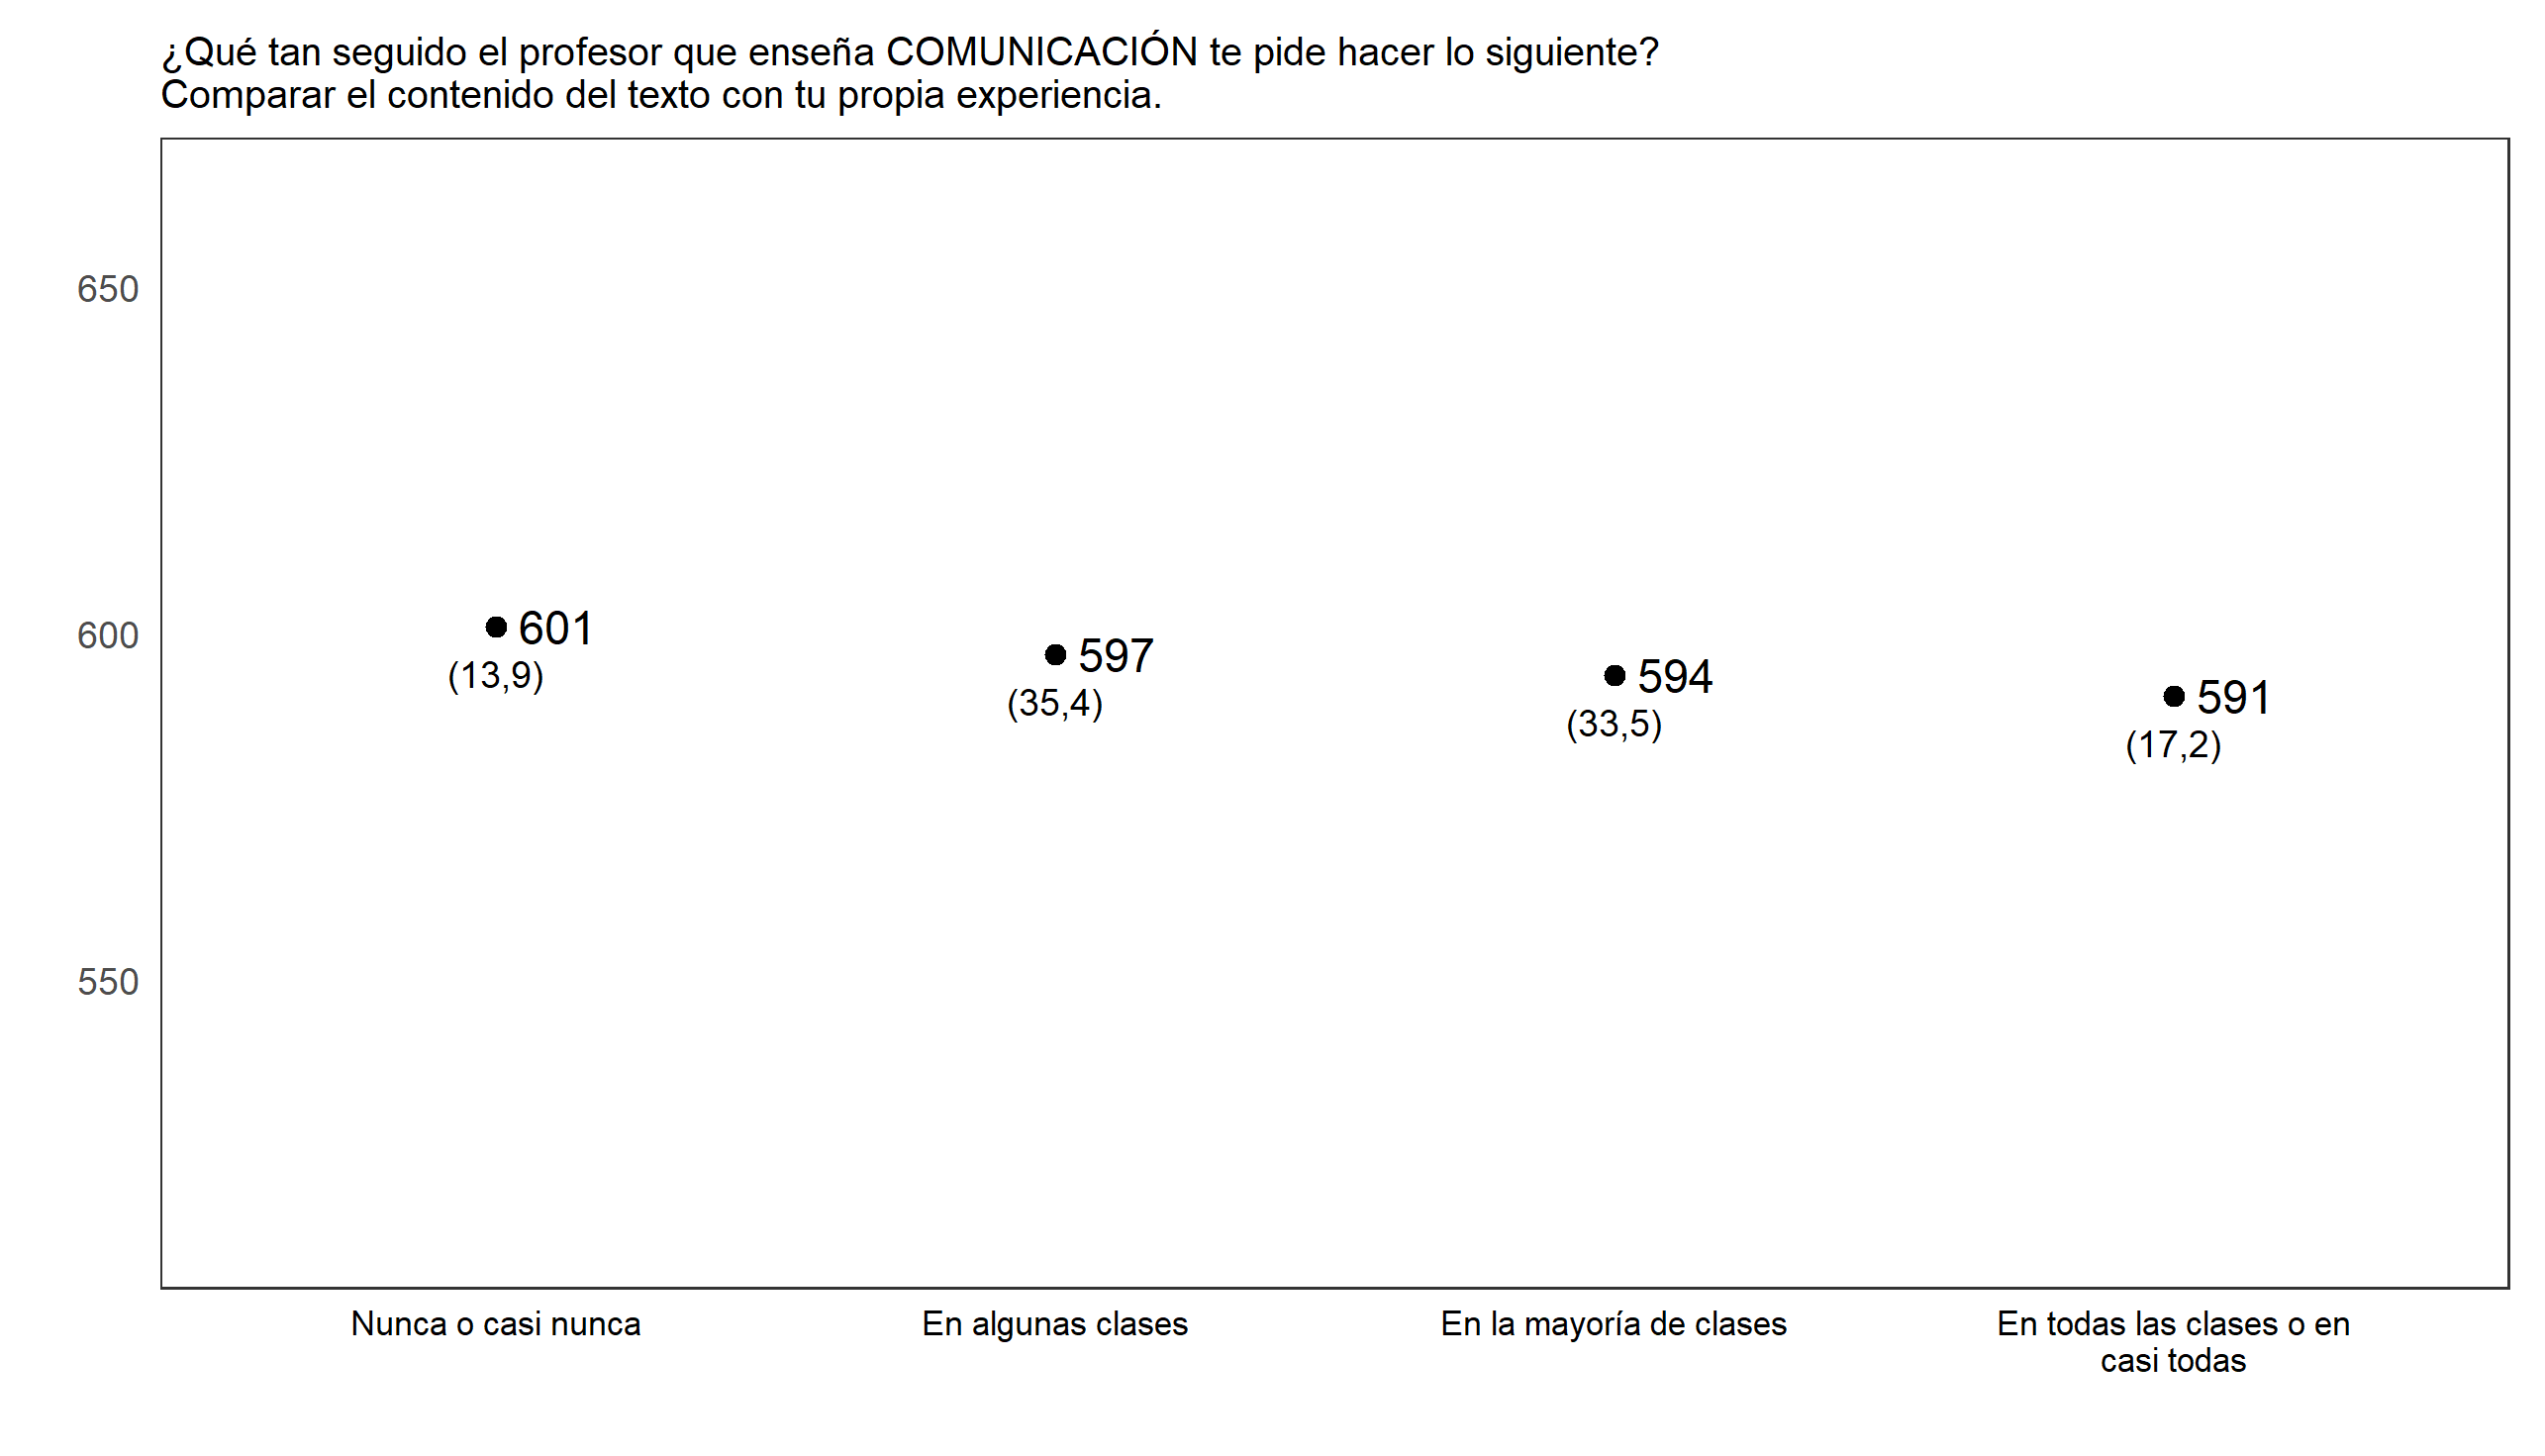 ¿Qué tan seguido el profesor que enseña COMUNICACIÓN te pide hacer lo siguiente?
Comparar el contenido del texto con tu propia experiencia.
650
600
550
601
(13,9)
597
(35,4)
594
(33,5)
591
(17,2)
Nunca o casi nunca
En algunas clases
En la mayoría de clases
En todas las clases o en
casi todas